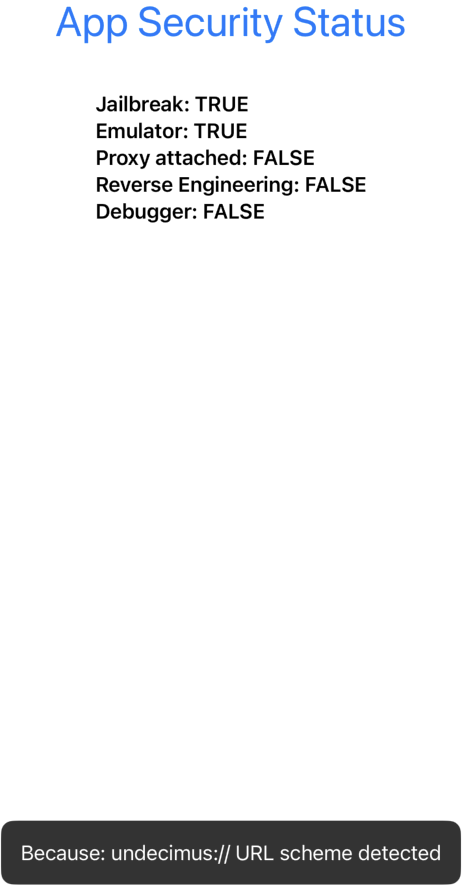 App Security Status
Jailbreak: TRUE
Emulator: TRUE
Proxy attached: FALSE
Reverse Engineering: FALSE
Debugger: FALSE
Because: undecimus:// URL scheme detected